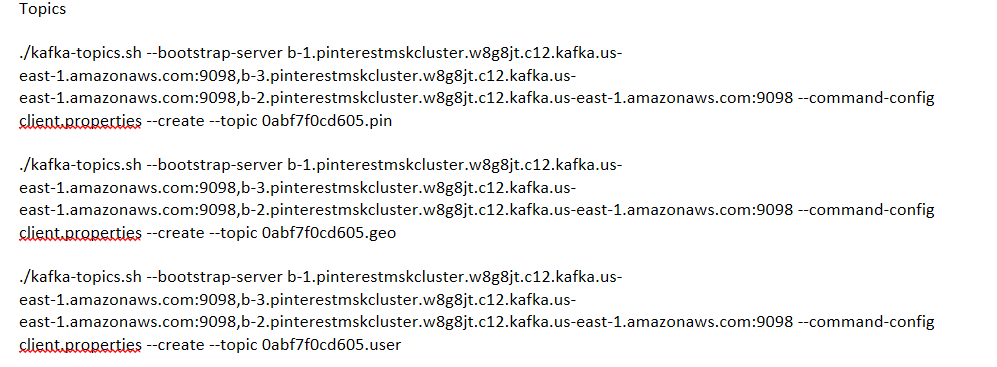 Topics
./kafka-topics.sh --bootstrap-server b-1.pinterestmskcluster.w8g8jt.c12.kafka.us-
east-1.amazonaws.com:9098,b-3.pinterestmskcluster.w8g8jt.c12.kafka.us-
east-1.amazonaws.com:9098,b-2.pinterestmskcluster.w8g8jt.c12.kafka.us-east-1.amazonaws.com:9098 --command-config
client.properties --create --topic 0abf7f0cd605.pin
./kafka-topics.sh --bootstrap-server b-1.pinterestmskcluster.w8g8jt.c12.kafka.us-
east-1.amazonaws.com:9098,b-3.pinterestmskcluster.w8g8jt.c12.kafka.us-
east-1.amazonaws.com:9098,b-2.pinterestmskcluster.w8g8jt.c12.kafka.us-east-1.amazonaws.com:9098 --command-config
client.properties --create --topic 0abf7f0cd605.geo
./kafka-topics.sh --bootstrap-server b-1.pinterestmskcluster.w8g8jt.c12.kafka.us-
east-1.amazonaws.com:9098,b-3.pinterestmskcluster.w8g8jt.c12.kafka.us-
east-1.amazonaws.com:9098,b-2.pinterestmskcluster.w8g8jt.c12.kafka.us-east-1.amazonaws.com:9098 --command-config
client.properties --create --topic 0abf7f0cd605.user